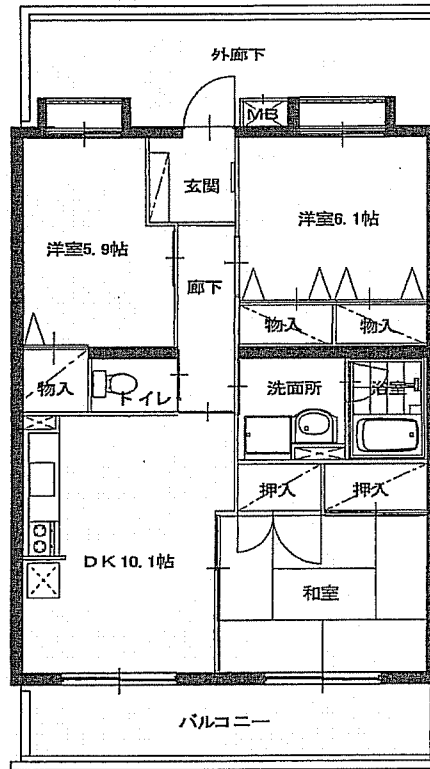 外廊下
MB
玄関
洋室5.9帖
洋室6.1帖
廊下
物入
物入
物入
トイレ
洗面所
浴室
押入
押入
DK10.1帖
和室
バルコニー